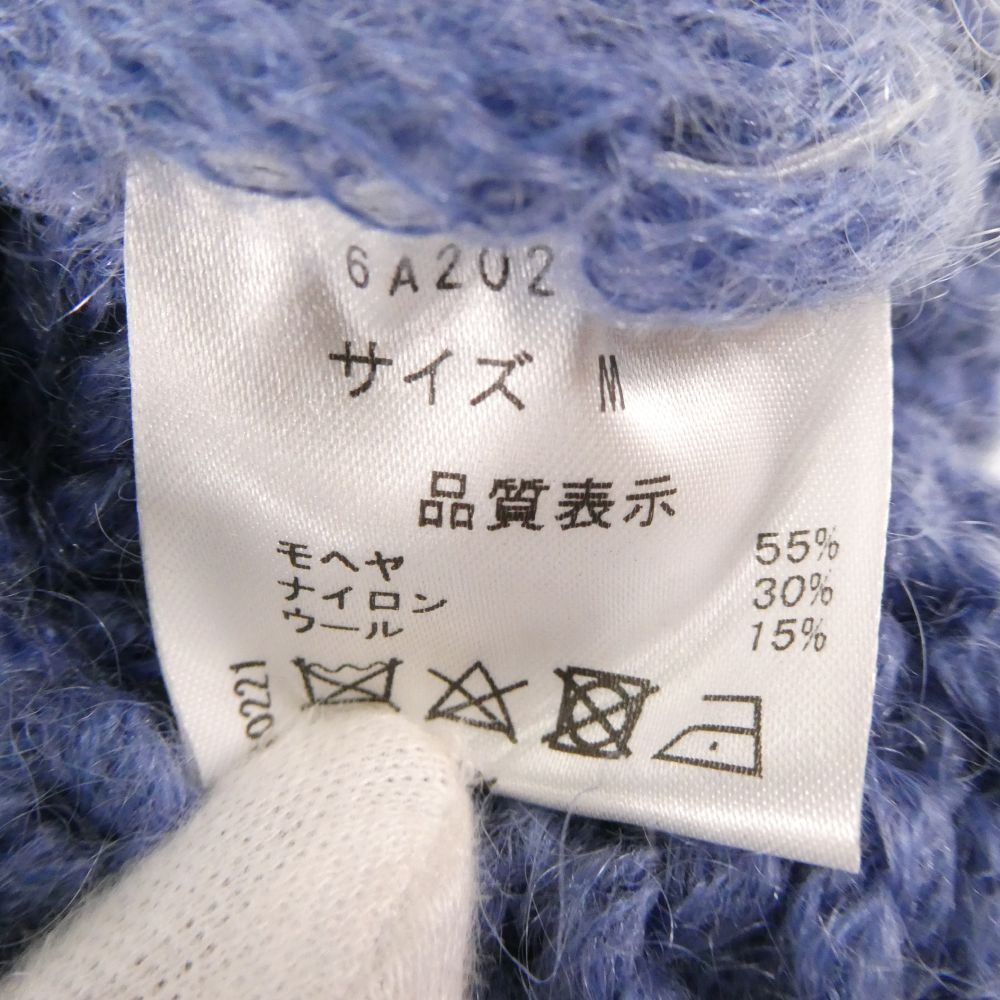 6A202
サイズ M
品質表示
モヘヤ 55%
ナイロン 30%
ウール 15%
0221